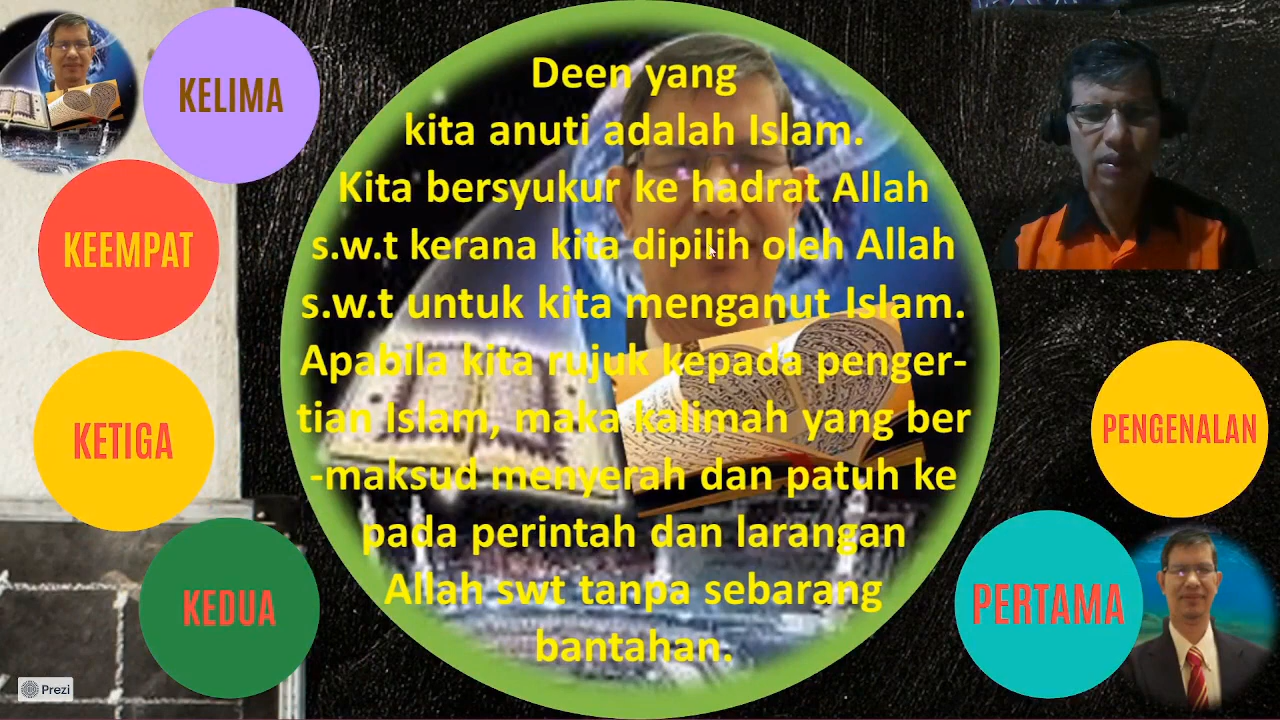 Deen yang
kita anuti adalah Islam.
Kita bersyukur ke hadrat Allah
s.w.t kerana kita dipilih oleh Allah
s.w.t untuk kita menganut Islam.
Apabila kita rujuk kepada penger-
tian Islam, maka kalimah yang ber
-maksud menyerah dan patuh ke
pada perintah dan larangan
Allah swt tanpa sebarang
bantahan.
KELIMA
KEEMPAT
KETIGA
KEDUA
PENGENALAN
PERTAMA
Prezi